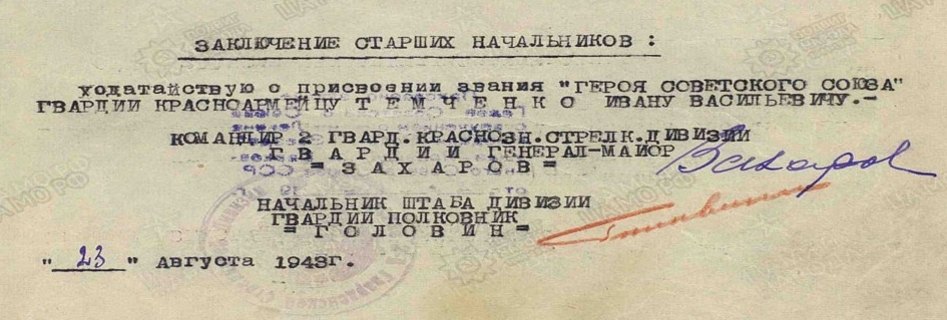 ЗАКЛЮЧЕНИЕ СТАРШИХ НАЧАЛЬНИКОВ :
ходатайствую о присвоении звания "ГЕРОЯ СОВЕТСКОГО СОЮЗА"
ГВАРДИИ КРАСНОАРМЕЙЦУ Т Е М Ч Е Н К О ИВАНУ ВАСИЛЬЕВИЧУ.-
КОМАНДИР 2 ГВАРД.КРАСНОЗН.СТРЕЛК.ДИВИЗИИ
Г В А Р Д И И ГЕНЕРАЛ-МАЙОР
= З А Х А Р О В =
Захаров
НАЧАЛЬНИК ШТАБА ДИВИЗИИ
ГВАРДИИ ПОЛКОВНИК
= Г О Л О В И Н =
"23" Августа 1943г.